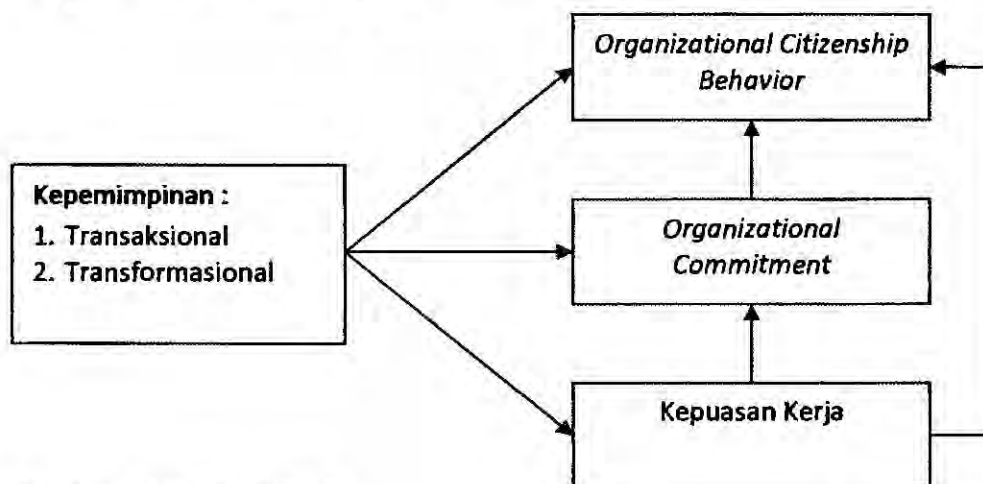 Organizational Citizenship
Behavior
Kepemimpinan :
1. Transaksional
2. Transformasional
Organizational
Commitment
Kepuasan Kerja